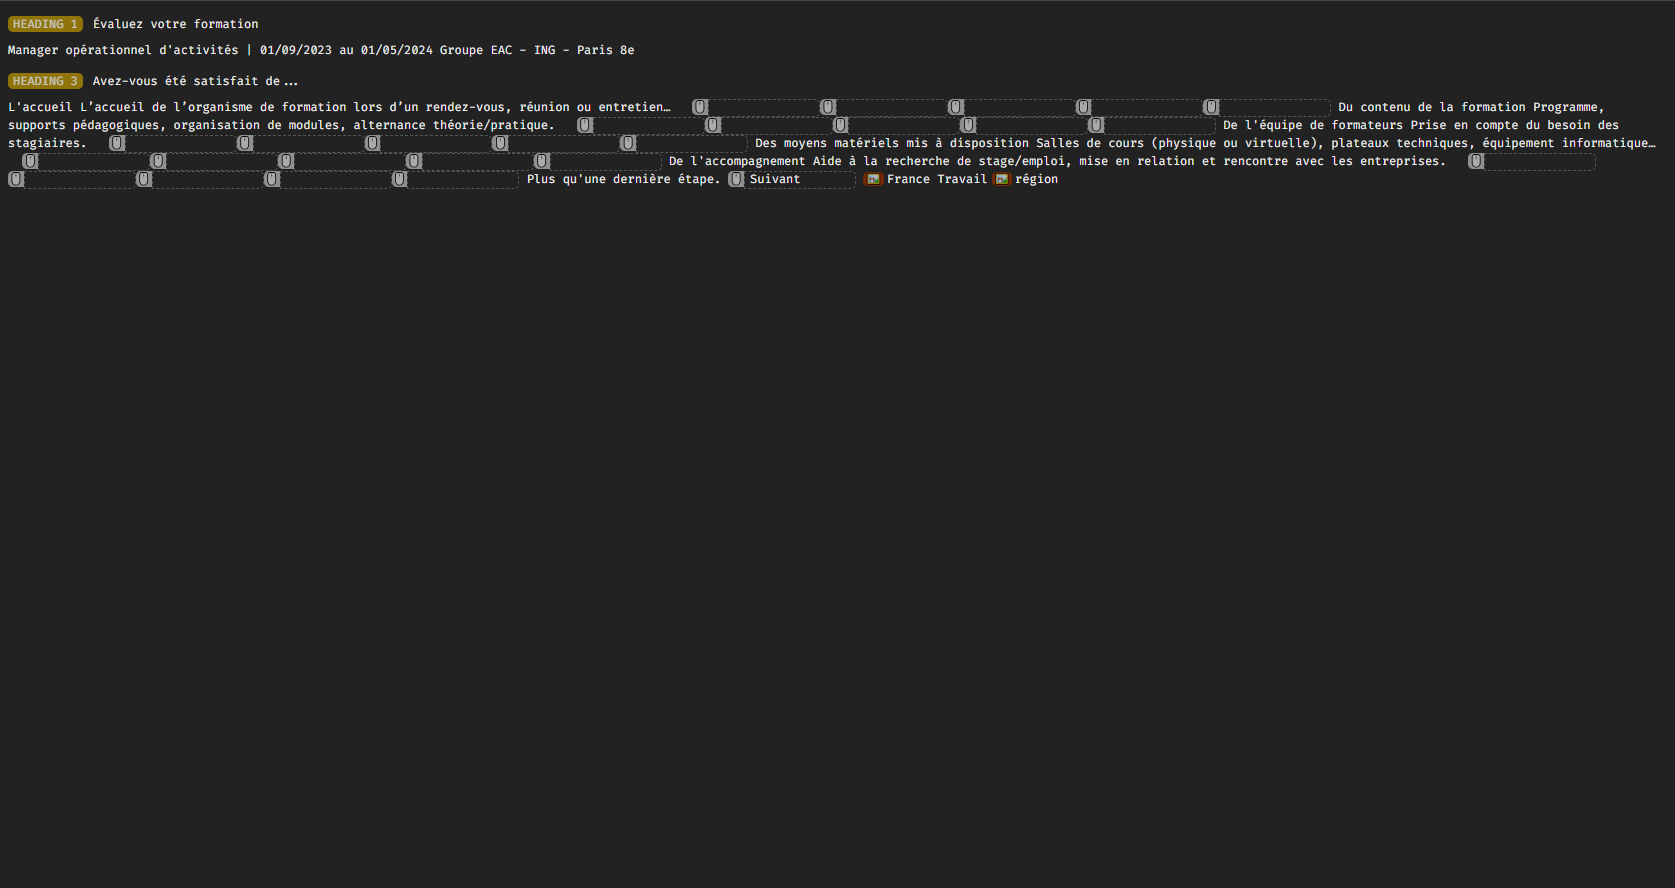 HEADING 1 Évaluez votre formation
Manager opérationnel d'activités | 01/09/2023 au 01/05/2024 Groupe EAC - ING - Paris 8e
HEADING 3 Avez-vous été satisfait de...
L'accueil L’accueil de l’organisme de formation lors d’un rendez-vous, réunion ou entretien… Du contenu de la formation Programme,
supports pédagogiques, organisation de modules, alternance théorie/pratique. De l'équipe de formateurs Prise en compte du besoin des
stagiaires. Des moyens matériels mis à disposition Salles de cours (physique ou virtuelle), plateaux techniques, équipement informatique…
De l'accompagnement Aide à la recherche de stage/emploi, mise en relation et rencontre avec les entreprises.
Plus qu'une dernière étape. Suivant France Travail région